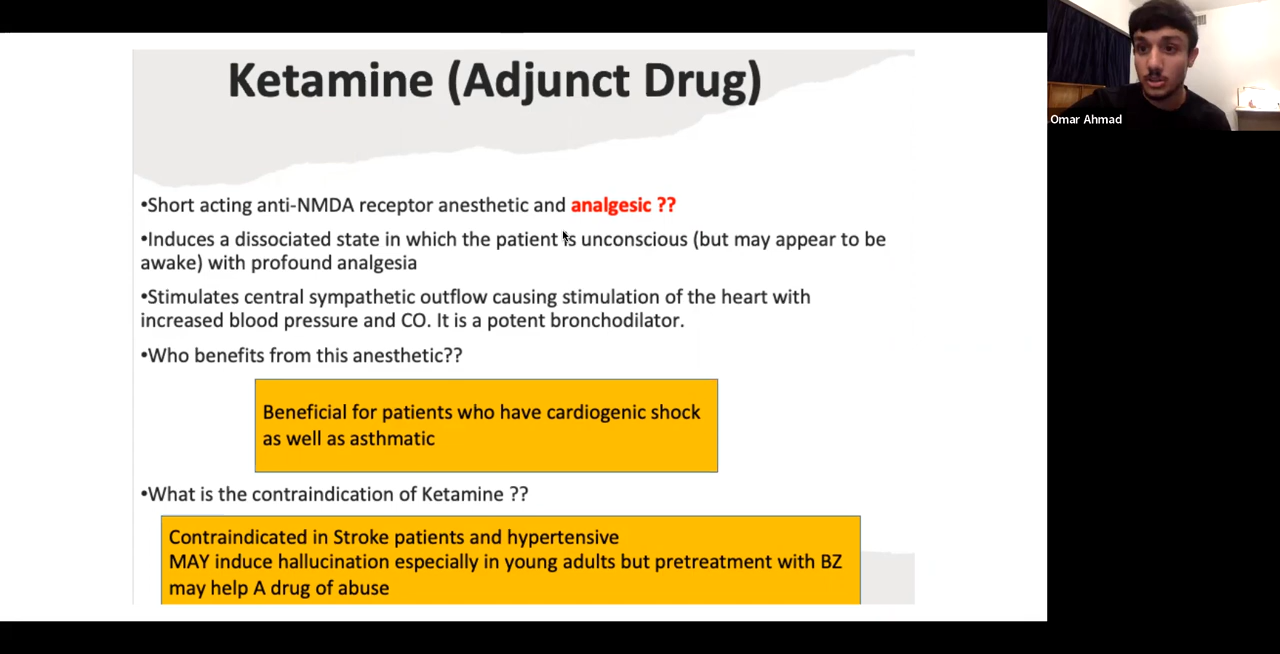 Ketamine (Adjunct Drug)
Omar Ahmad
•Short acting anti-NMDA receptor anesthetic and analgesic ??
•Induces a dissociated state in which the patient is unconscious (but may appear to be
awake) with profound analgesia
•Stimulates central sympathetic outflow causing stimulation of the heart with
increased blood pressure and CO. It is a potent bronchodilator.
•Who benefits from this anesthetic??
Beneficial for patients who have cardiogenic shock
as well as asthmatic
•What is the contraindication of Ketamine ??
Contraindicated in Stroke patients and hypertensive
MAY induce hallucination especially in young adults but pretreatment with BZ
may help A drug of abuse